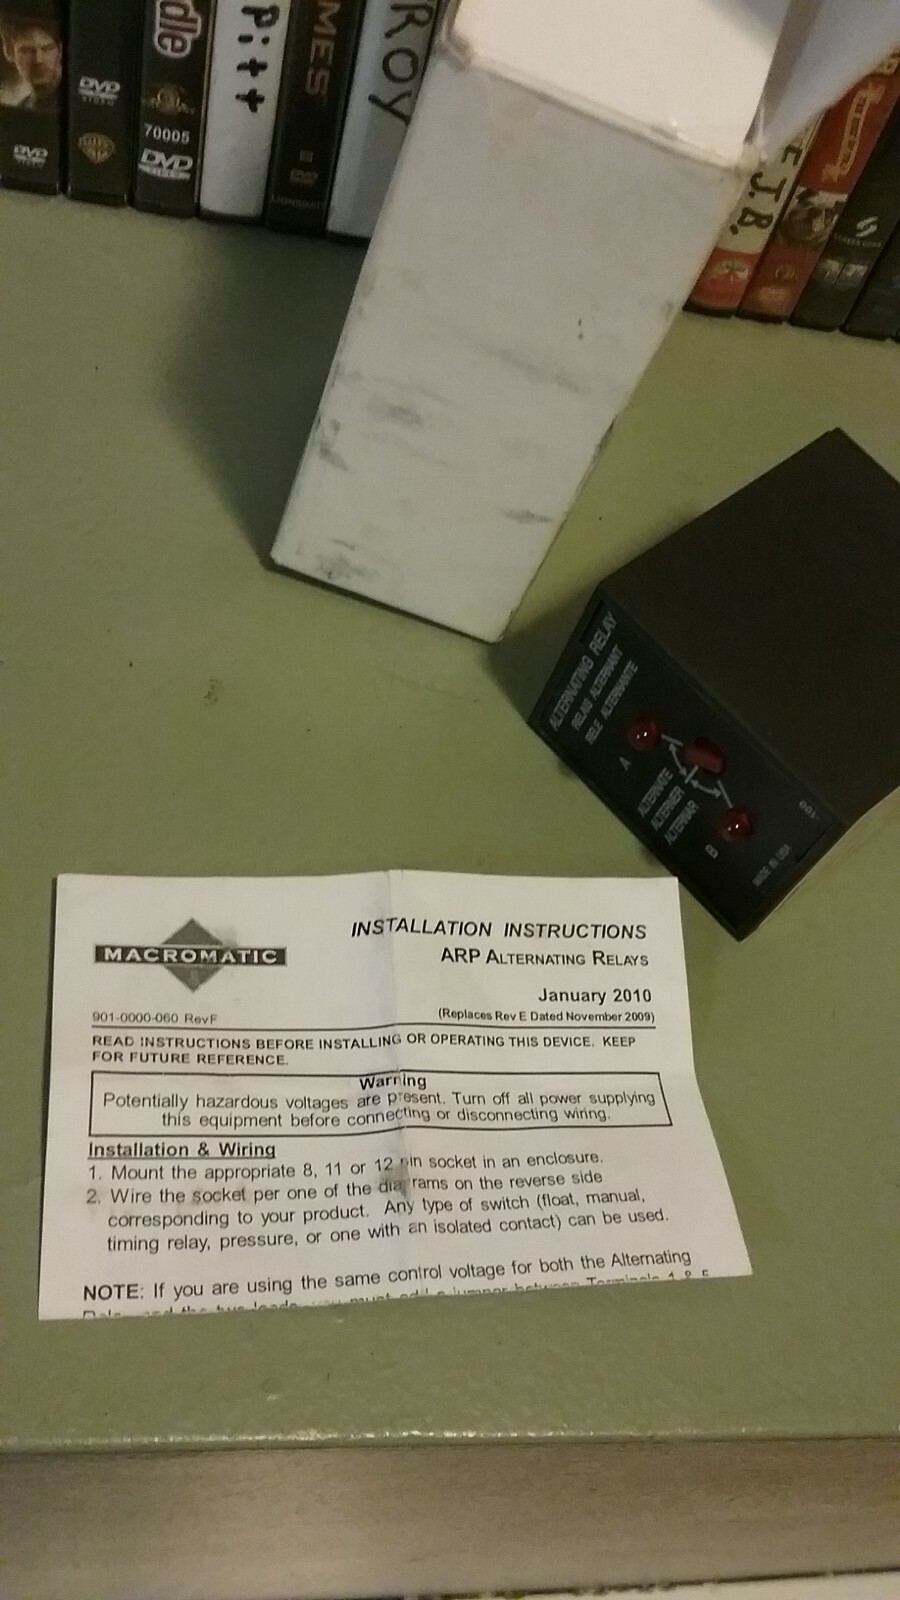 dle
70005
DVD
VIDEO
DVD
DVD
Pitt
MES
LIONSGATE
ROY
J.B.
ALTERNATING RELAY
RELAIS ALTERNANT
RELE ALTERNANTE
A
ALTERNATE
ALTERNER
ALTERNAR
B
MADE IN USA
MACROMATIC
INSTALLATION INSTRUCTIONS
ARP ALTERNATING RELAYS
January 2010
901-0000-060 RevF
(Replaces Rev E Dated November 2009)
READ INSTRUCTIONS BEFORE INSTALLING OR OPERATING THIS DEVICE. KEEP
FOR FUTURE REFERENCE.
Warning
Potentially hazardous voltages are present. Turn off all power supplying
this equipment before connecting or disconnecting wiring.
Installation & Wiring
1. Mount the appropriate 8, 11 or 12 pin socket in an enclosure.
2. Wire the socket per one of the diagrams on the reverse side
corresponding to your product. Any type of switch (float, manual,
timing relay, pressure, or one with an isolated contact) can be used.
NOTE: If you are using the same control voltage for both the Alternating